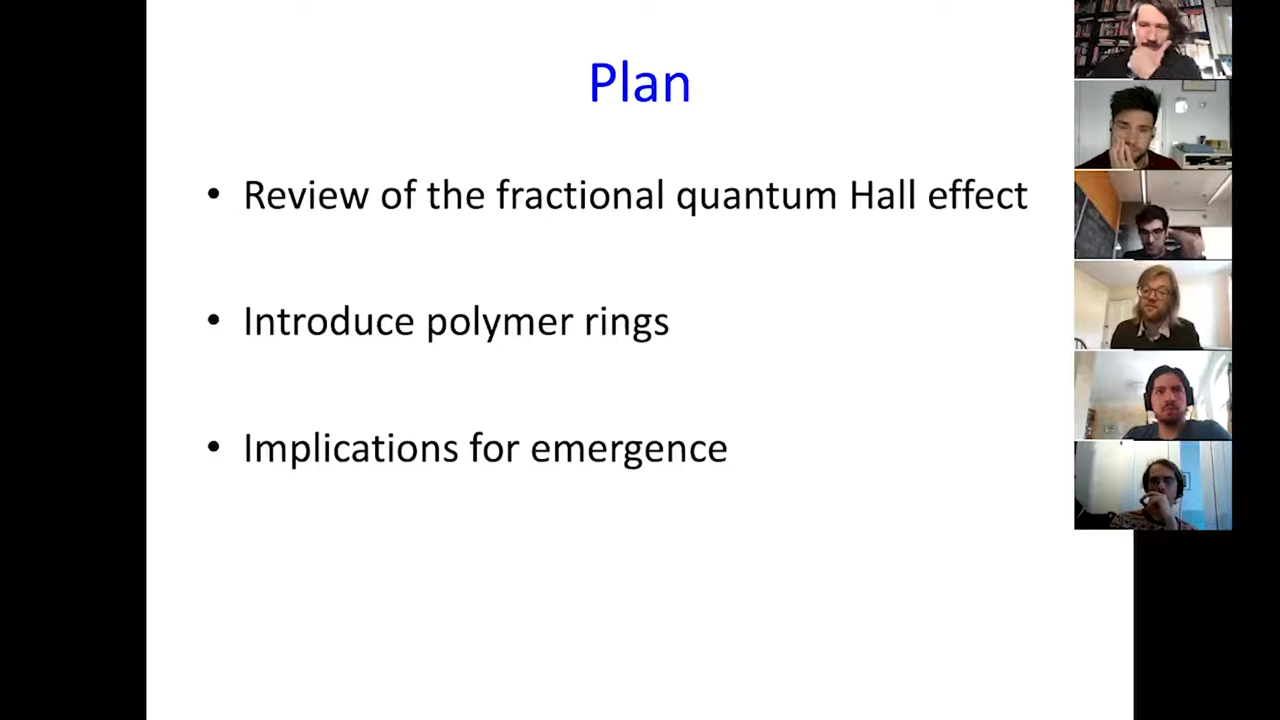 Plan
• Review of the fractional quantum Hall effect
• Introduce polymer rings
• Implications for emergence